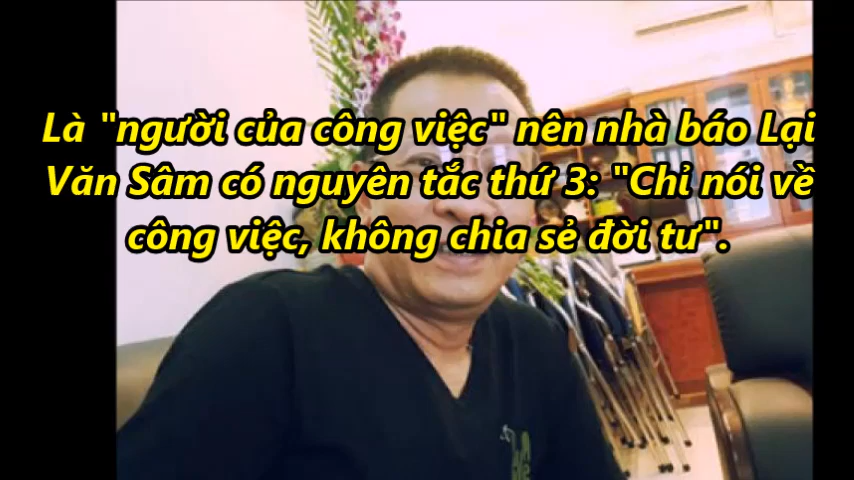 Là "người của công việc" nên nhà báo Lại
Văn Sâm có nguyên tắc thứ 3: "Chỉ nói về
công việc, không chia sẻ đời tư".